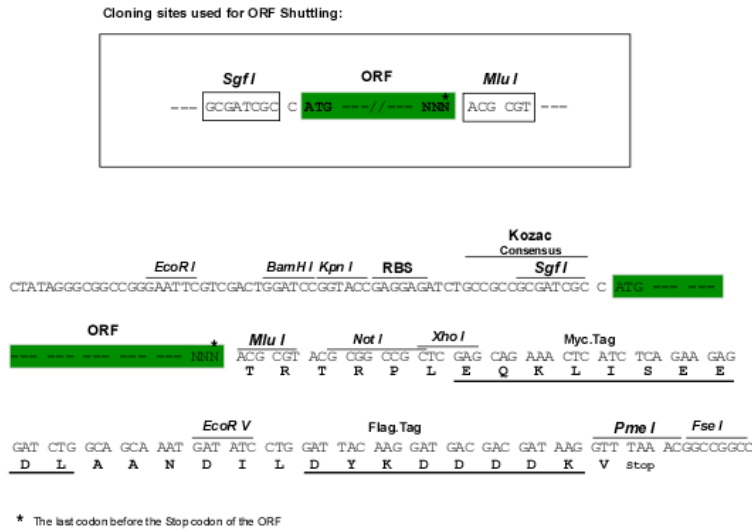 Cloning sites used for ORF Shuttling:
Sgf I ORF Mlu I
--- GCGATCGC C ATG ---//--- NNN* ACG CGT ---
Kozac
Consensus
EcoR I BamH I Kpn I RBS Sgf I
CTATAGGGCGGCCGGGAATTCGTCGACTGGATCCGGTACCGAGGAGATCTGCCGCCGCGATCGC C ATG --- ---
ORF Mlu I Not I Xho I Myc.Tag
--- --- --- --- --- --- NNN* ACG CGT ACG CGG CCG CTC GAG CAG AAA CTC ATC TCA GAA GAG
T R T R P L E Q K L I S E E
EcoR V Flag.Tag Pme I Fse I
GAT CTG GCA GCA AAT GAT ATC CTG GAT TAC AAG GAT GAC GAC GAT AAG GTT TAA ACGGCCGGCC
D L A A N D I L D Y K D D D D K V Stop
* The last codon before the Stop codon of the ORF